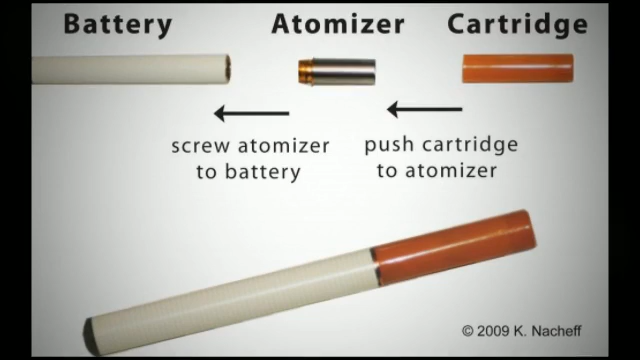 Battery Atomizer Cartridge
screw atomizer
to battery
push cartridge
to atomizer
© 2009 K. Nacheff